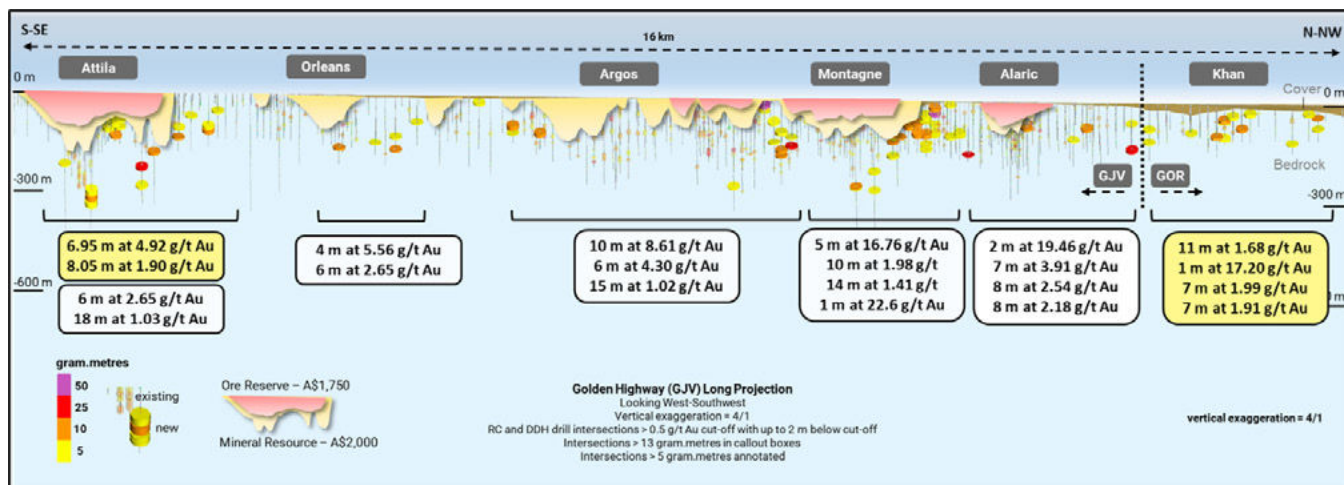 S-SE
16 km
N-NW
Attila
Orleans
Argos
Montagne
Alaric
Khan
0 m
0 m
Cover
Bedrock
-300 m
-300 m
GJV
GOR
6.95 m at 4.92 g/t Au
8.05 m at 1.90 g/t Au
6 m at 2.65 g/t Au
18 m at 1.03 g/t Au
4 m at 5.56 g/t Au
6 m at 2.65 g/t Au
10 m at 8.61 g/t Au
6 m at 4.30 g/t Au
15 m at 1.02 g/t Au
5 m at 16.76 g/t Au
10 m at 1.98 g/t
14 m at 1.41 g/t
1 m at 22.6 g/t Au
2 m at 19.46 g/t Au
7 m at 3.91 g/t Au
8 m at 2.54 g/t Au
8 m at 2.18 g/t Au
11 m at 1.68 g/t Au
1 m at 17.20 g/t Au
7 m at 1.99 g/t Au
7 m at 1.91 g/t Au
-600 m
m
gram.metres
50
25
10
5
existing
new
Ore Reserve – A$1,750
Mineral Resource – A$2,000
Golden Highway (GJV) Long Projection
Looking West-Southwest
Vertical exaggeration = 4/1
RC and DDH drill intersections > 0.5 g/t Au cut-off with up to 2 m below cut-off
Intersections > 13 gram.metres in callout boxes
Intersections > 5 gram.metres annotated
vertical exaggeration = 4/1